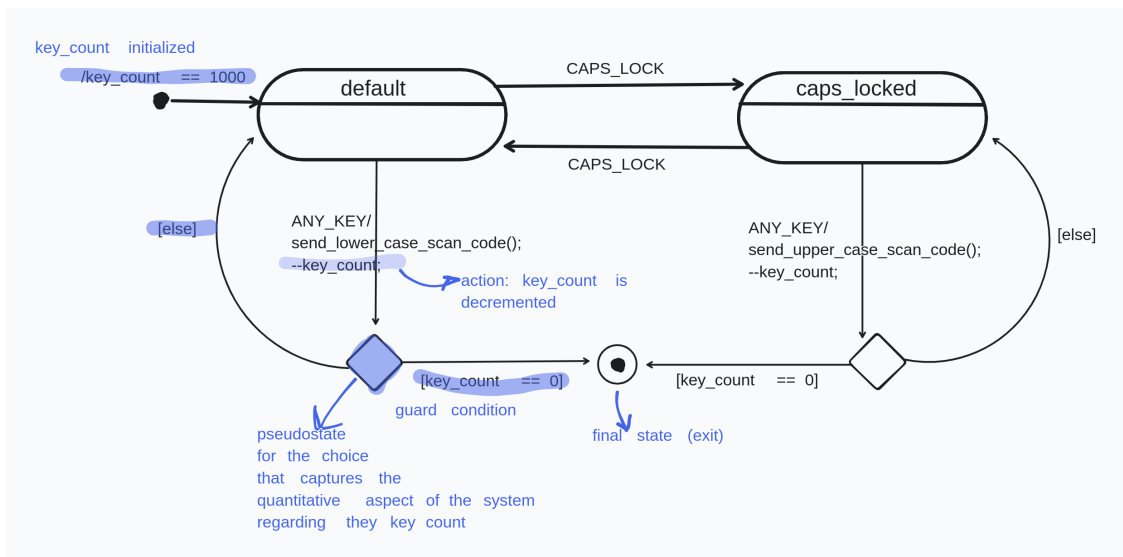 key_count initialized
/key_count == 1000
default
CAPS_LOCK
caps_locked
CAPS_LOCK
[else]
ANY_KEY/
send_lower_case_scan_code();
--key_count;
action: key_count is
decremented
ANY_KEY/
send_upper_case_scan_code();
--key_count;
[else]
[key_count == 0]
guard condition
[key_count == 0]
pseudostate
for the choice
that captures the
quantitative aspect of the system
regarding they key count
final state (exit)